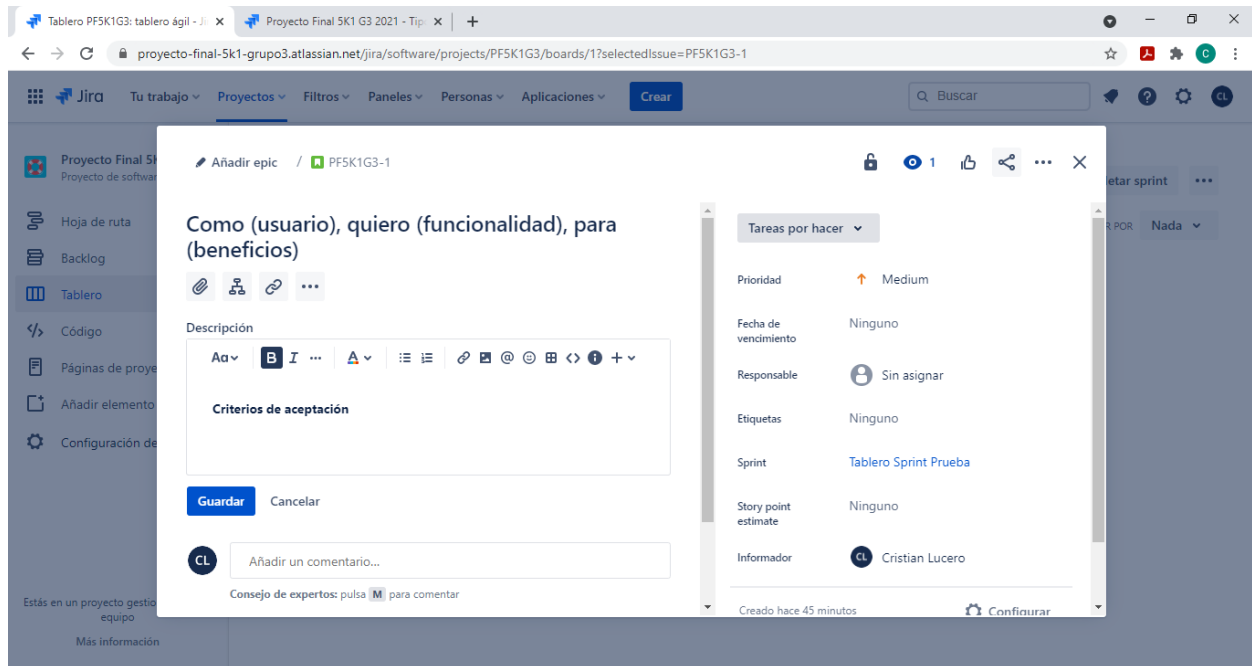 Tablero PF5K1G3: tablero ágil - Ji
Proyecto Final 5K1 G3 2021 - Tip
proyecto-final-5k1-grupo3.atlassian.net/jira/software/projects/PF5K1G3/boards/1?selectedIssue=PF5K1G3-1
C
Jira Tu trabajo Proyectos Filtros Paneles Personas Aplicaciones Crear Buscar CL
Proyecto Final 5K
Proyecto de softwar
Hoja de ruta
Backlog
Tablero
Código
Páginas de proye
Añadir elemento
Configuración de
Estás en un proyecto gestio
equipo
Más información
letar sprint
R POR Nada
Añadir epic / PF5K1G3-1
1
Como (usuario), quiero (funcionalidad), para
(beneficios)
Descripción
Aa B I A
Criterios de aceptación
Guardar Cancelar
CL Añadir un comentario...
Consejo de expertos: pulsa M para comentar
Tareas por hacer
Prioridad Medium
Fecha de
vencimiento Ninguno
Responsable Sin asignar
Etiquetas Ninguno
Sprint Tablero Sprint Prueba
Story point
estimate Ninguno
Informador CL Cristian Lucero
Creado hace 45 minutos Configurar